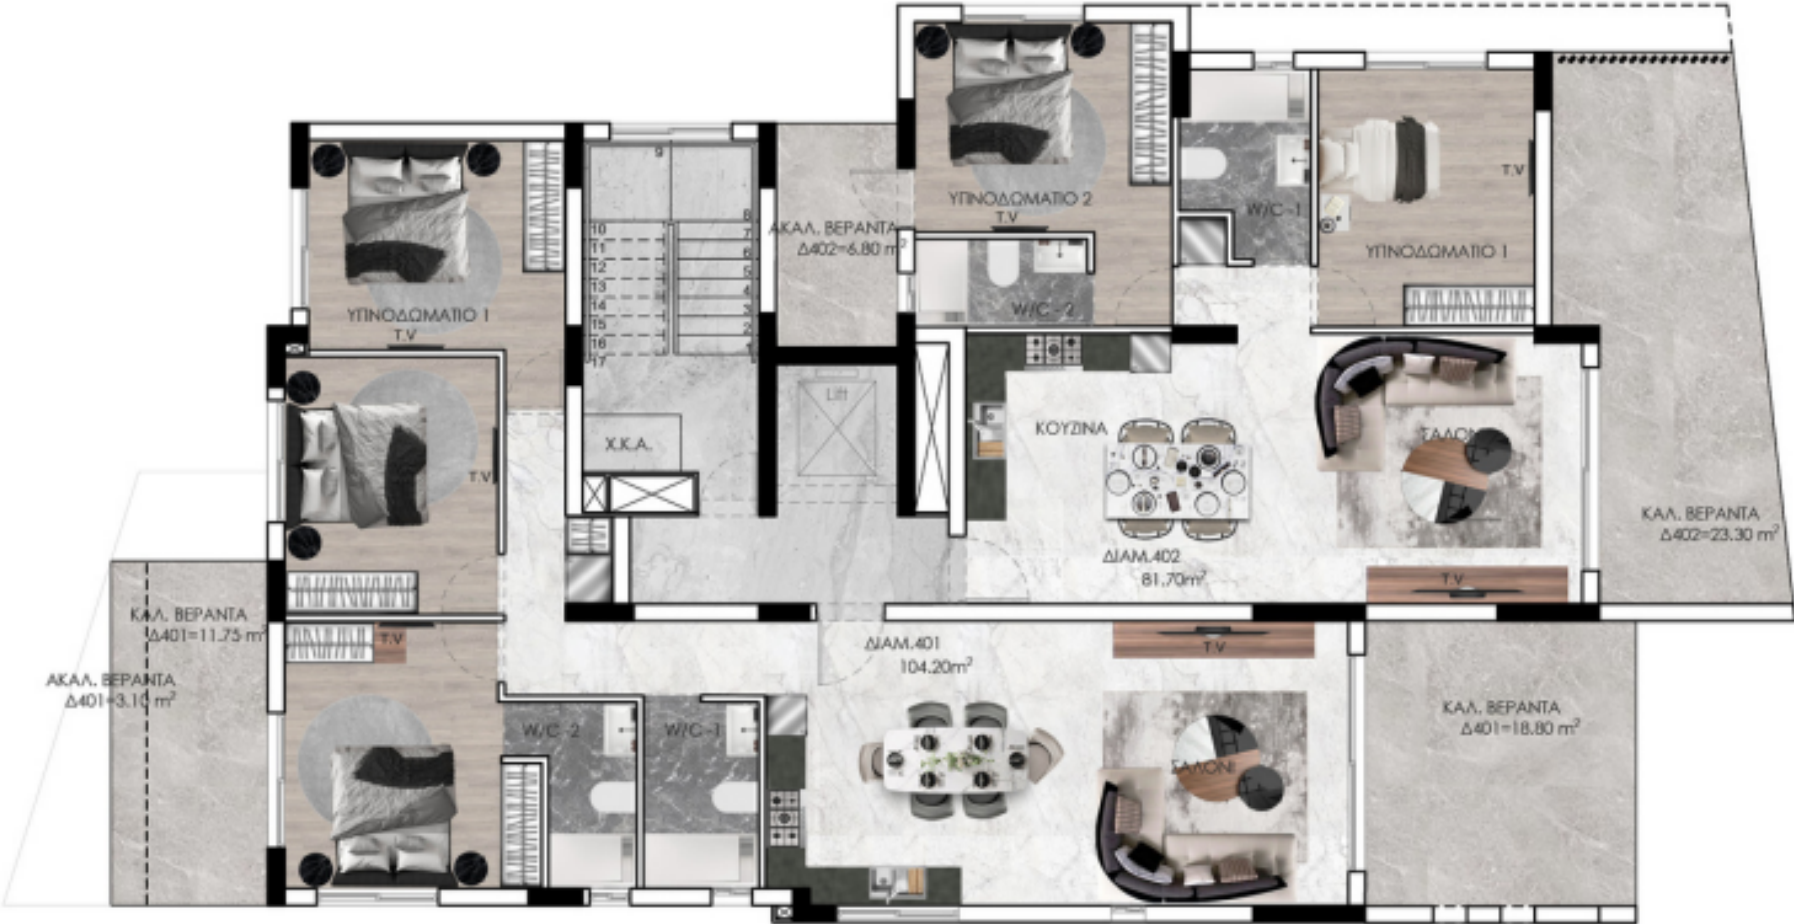 9
ΥΠΝΟΔΩΜΑΤΙΟ 2
T.V
W/C-1
T.V
ΥΠΝΟΔΩΜΑΤΙΟ 1
ΑΚΑΛ. ΒΕΡΑΝΤΑ
Δ402=6.80 m²
W/C-2
ΥΠΝΟΔΩΜΑΤΙΟ 1
T.V
10
11
12
13
14
15
16
17
8
7
6
5
4
3
2
1
Lift
Χ.Κ.Α.
T.V
ΚΟΥΖΙΝΑ
ΣΑΛΟΝΙ
ΔΙΑΜ.402
81.70m²
T.V
ΚΑΛ. ΒΕΡΑΝΤΑ
Δ402=23.30 m²
ΚΑΛ. ΒΕΡΑΝΤΑ
Δ401=11.75 m²
ΑΚΑΛ. ΒΕΡΑΝΤΑ
Δ401=3.10 m²
T.V
ΔΙΑΜ.401
104.20m²
T.V
W/C-2
W/C-1
ΣΑΛΟΝΙ
ΚΑΛ. ΒΕΡΑΝΤΑ
Δ401=18.80 m²